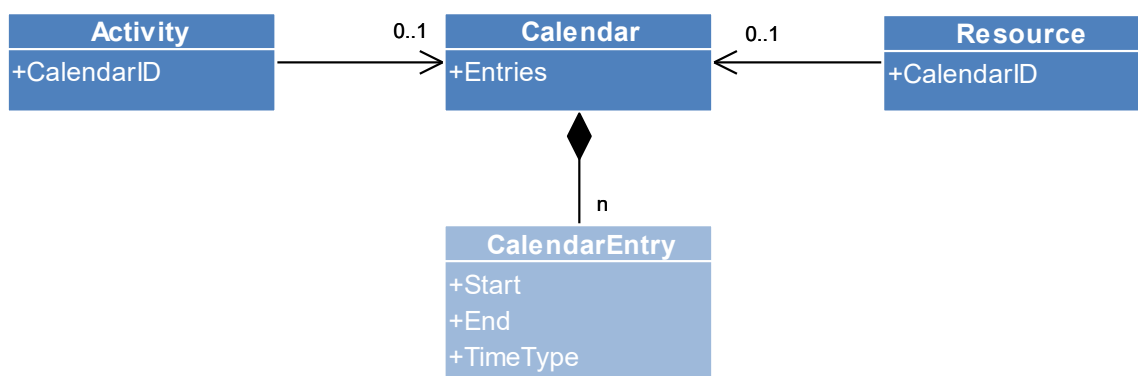 Activity
+CalendarID
0..1
Calendar
+Entries
0..1
Resource
+CalendarID
n
CalendarEntry
+Start
+End
+TimeType